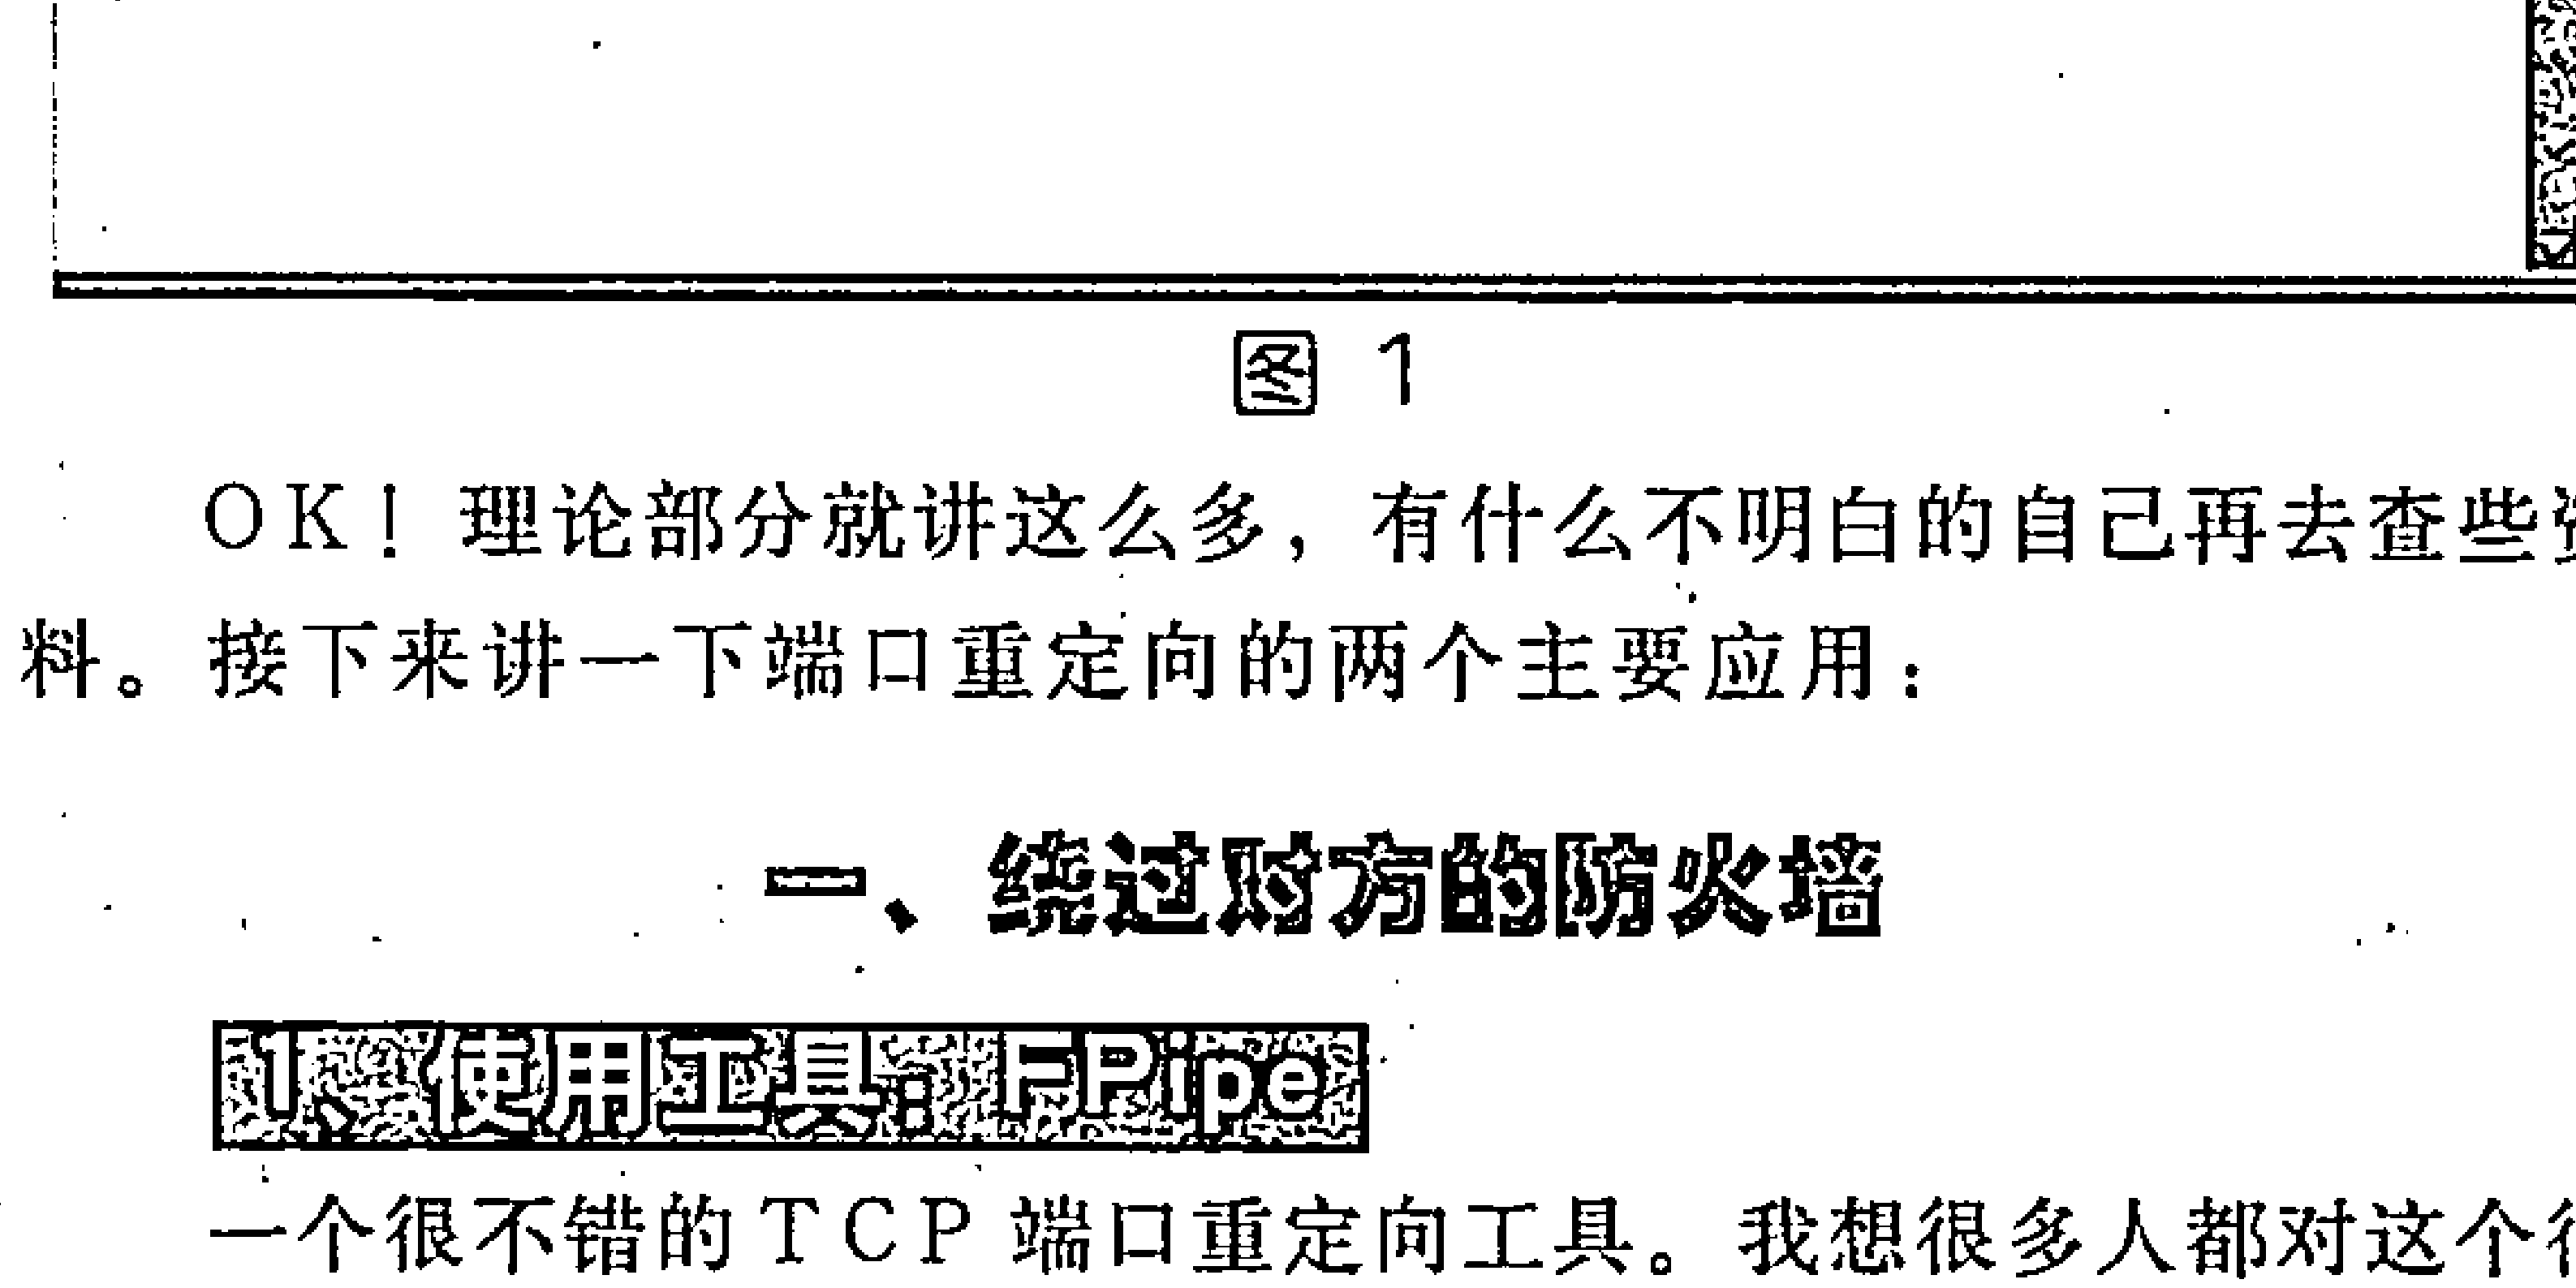 图 1
OK！理论部分就讲这么多，有什么不明白的自己再去查些资
料。接下来讲一下端口重定向的两个主要应用：
一、绕过对方的防火墙
1、使用工具：FPipe
一个很不错的TCP端口重定向工具。我想很多人都对这个很